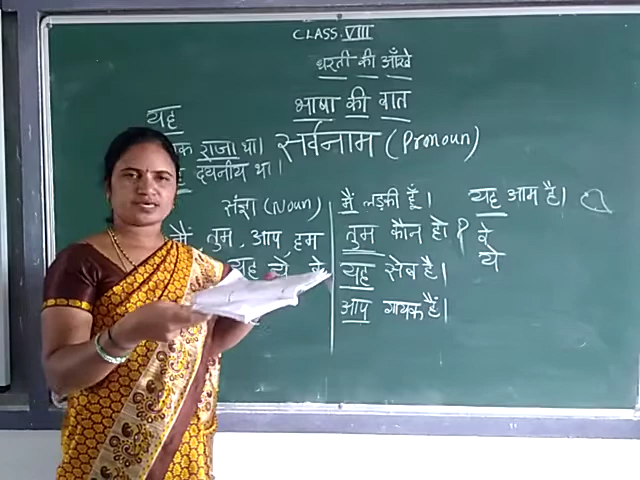 CLASS. VIII
धरती की आँखे
भाषा की बात
यह
सर्वनाम (Pronoun)
क राजा था।
दयनीय था।
संज्ञा (Noun)
मैं तुम, आप, हम
यह ये वे
मैं लड़की हूँ।
तुम कौन हो?
यह सेब है।
आप गायक हैं।
यह आम है।
वे
ये